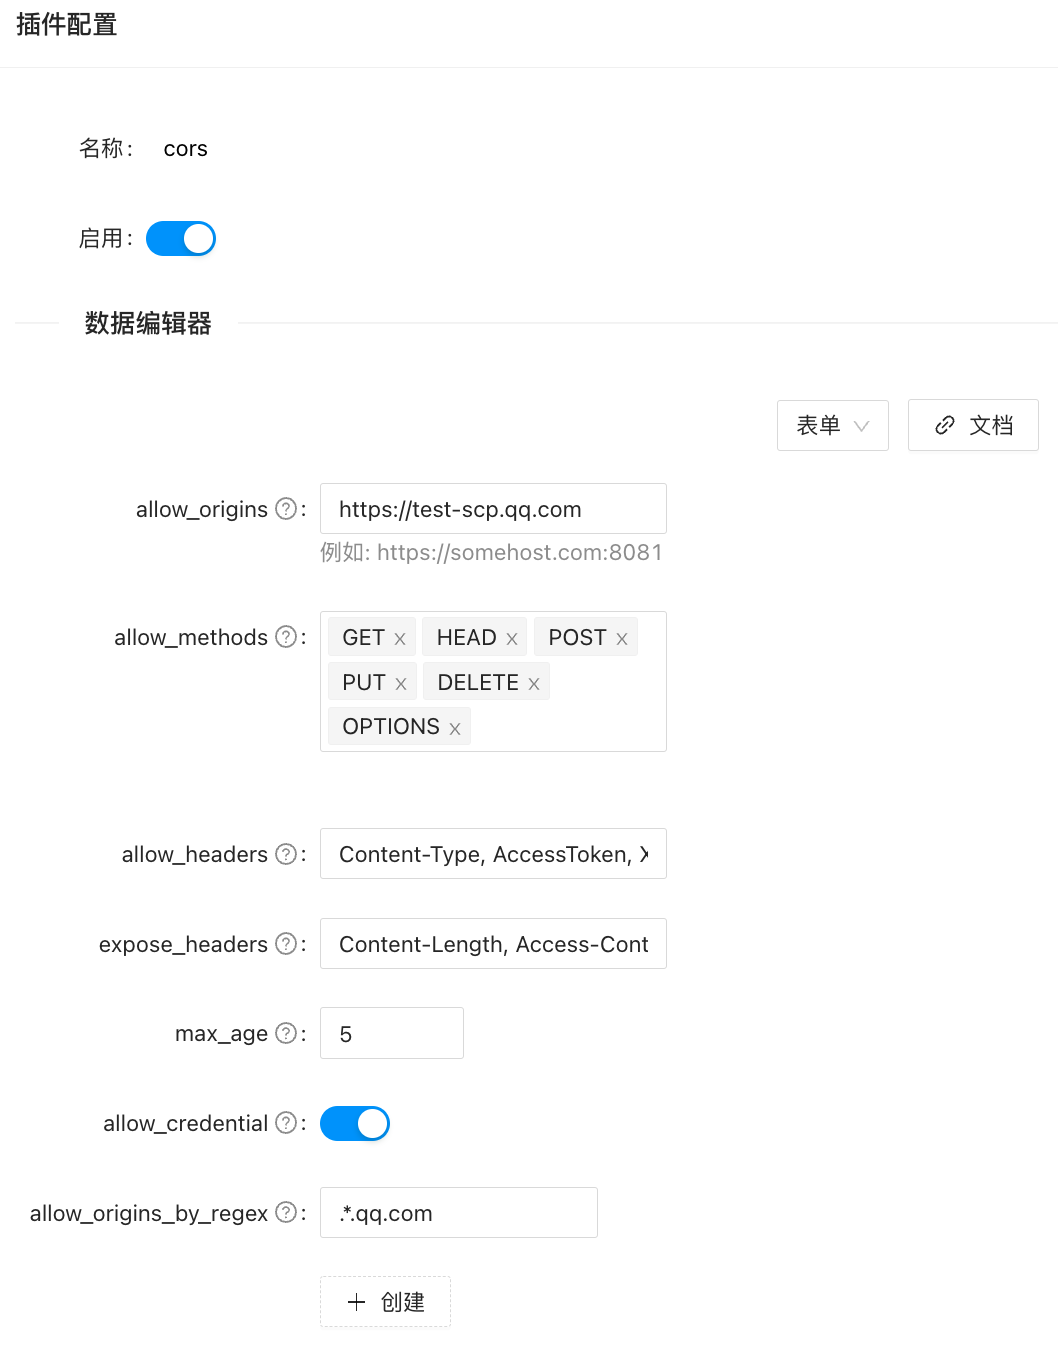 插件配置
名称： cors
启用：
数据编辑器
表单 文档
allow_origins ? : https://test-scp.qq.com
例如: https://somehost.com:8081
allow_methods ? : GET x HEAD x POST x
PUT x DELETE x
OPTIONS x
allow_headers ? : Content-Type, AccessToken, X
expose_headers ? : Content-Length, Access-Cont
max_age ? : 5
allow_credential ? :
allow_origins_by_regex ? : .*.qq.com
+ 创建